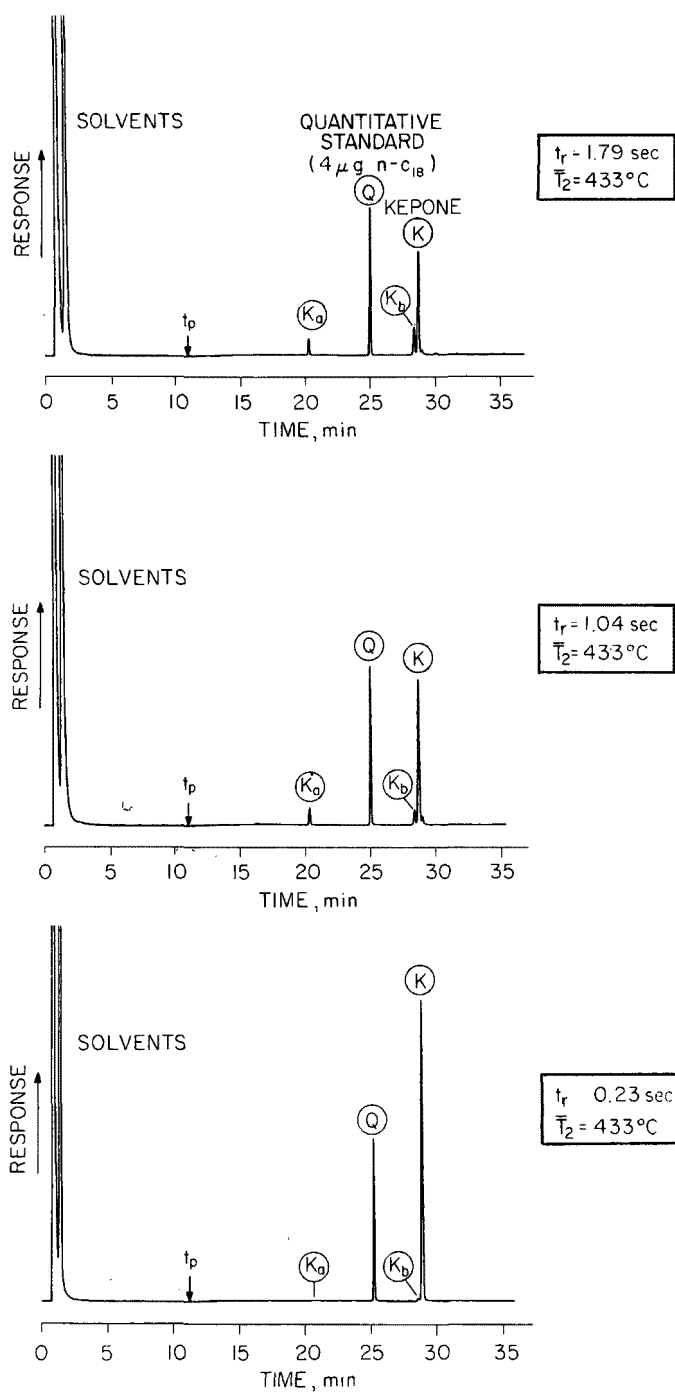 SOLVENTS
QUANTITATIVE
STANDARD
(4 μg n-c₁₈)
Q
KEPONE
K
Kb
Ka
tp
RESPONSE
tr = 1.79 sec
T̿₂ = 433°C
0 5 10 15 20 25 30 35
TIME, min
SOLVENTS
Q
K
Ka
Kb
tp
RESPONSE
tr = 1.04 sec
T̿₂ = 433°C
0 5 10 15 20 25 30 35
TIME, min
SOLVENTS
K
Q
Ka
Kb
tp
RESPONSE
tr 0.23 sec
T̿₂ = 433°C
0 5 10 15 20 25 30 35
TIME, min